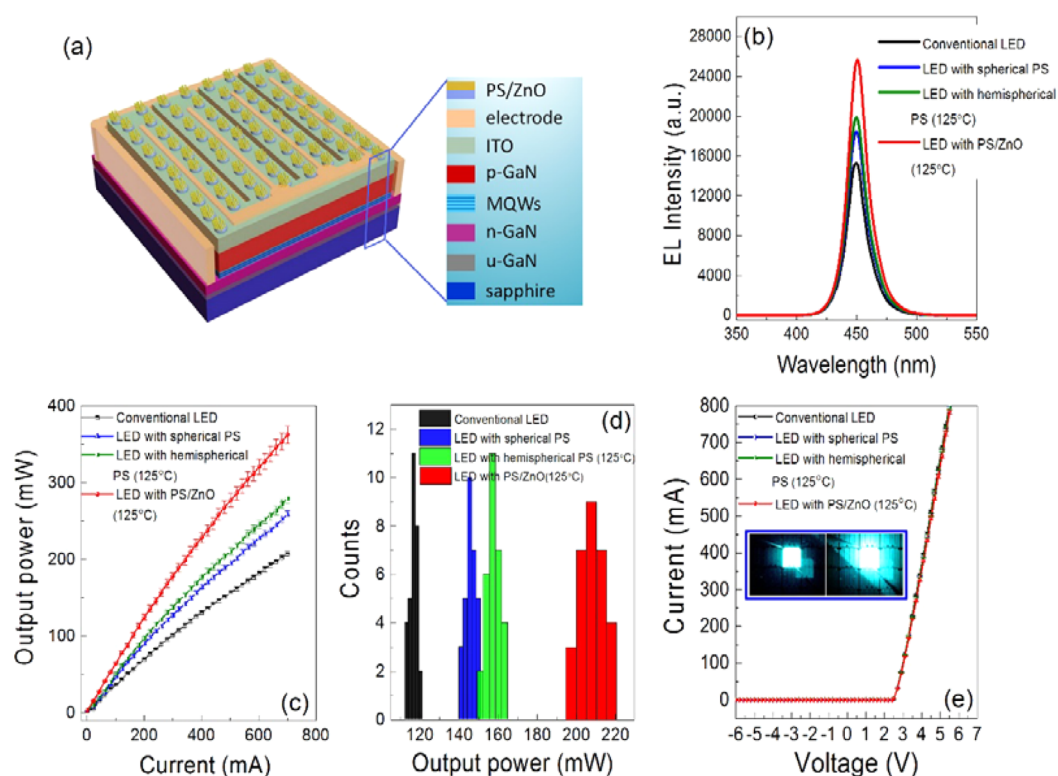 (a)
PS/ZnO
electrode
ITO
p-GaN
MQWs
n-GaN
u-GaN
sapphire
(b)
28000
24000
20000
16000
12000
8000
4000
0
EL Intensity (a.u.)
Conventional LED
LED with spherical PS
LED with hemispherical
PS (125°C)
LED with PS/ZnO
(125°C)
350 400 450 500 550
Wavelength (nm)
400
300
200
100
0
Output power (mW)
Conventional LED
LED with spherical PS
LED with hemispherical
PS (125°C)
LED with PS/ZnO
(125°C)
(c)
0 200 400 600 800
Current (mA)
12
10
8
6
4
2
0
Counts
(d)
Conventional LED
LED with spherical PS
LED with hemispherical PS (125°C)
LED with PS/ZnO(125°C)
120 140 160 200 220
Output power (mW)
800
700
600
500
400
300
200
100
0
Current (mA)
Conventional LED
LED with spherical PS
LED with hemispherical
PS (125°C)
LED with PS/ZnO (125°C)
(e)
-6 -5 -4 -3 -2 -1 0 1 2 3 4 5 6 7
Voltage (V)